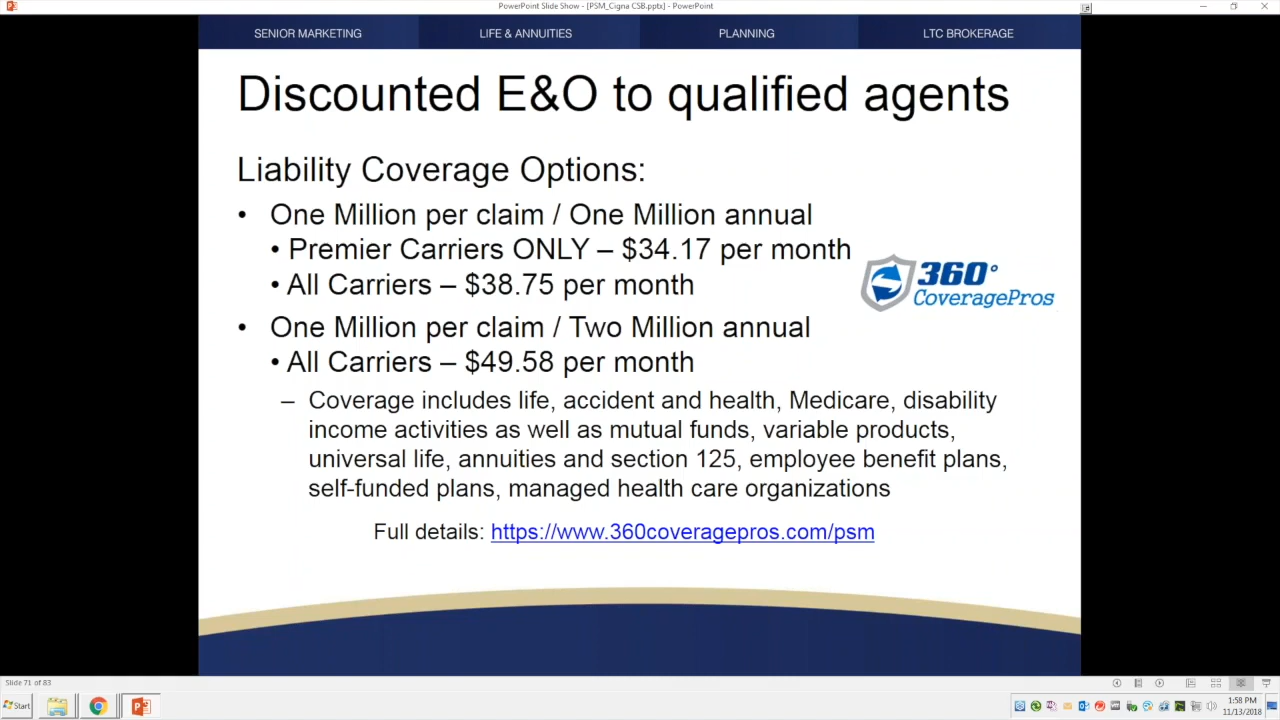 PowerPoint Slide Show - [PSM_Cigna CSB.pptx] - PowerPoint
SENIOR MARKETING
LIFE & ANNUITIES
PLANNING
LTC BROKERAGE
Discounted E&O to qualified agents
Liability Coverage Options:
• One Million per claim / One Million annual
• Premier Carriers ONLY – $34.17 per month
• All Carriers – $38.75 per month
360°
CoveragePros
• One Million per claim / Two Million annual
• All Carriers – $49.58 per month
– Coverage includes life, accident and health, Medicare, disability
income activities as well as mutual funds, variable products,
universal life, annuities and section 125, employee benefit plans,
self-funded plans, managed health care organizations
Full details: https://www.360coveragepros.com/psm
Slide 71 of 83
Start
1:58 PM
11/13/2018